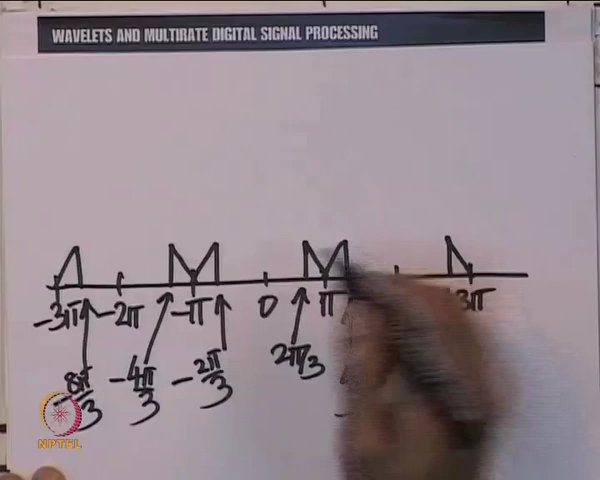 WAVELETS AND MULTIRATE DIGITAL SIGNAL PROCESSING
-3π -2π -π 0 π 3π
-8π/3 -4π/3 -2π/3 2π/3
NPTEL